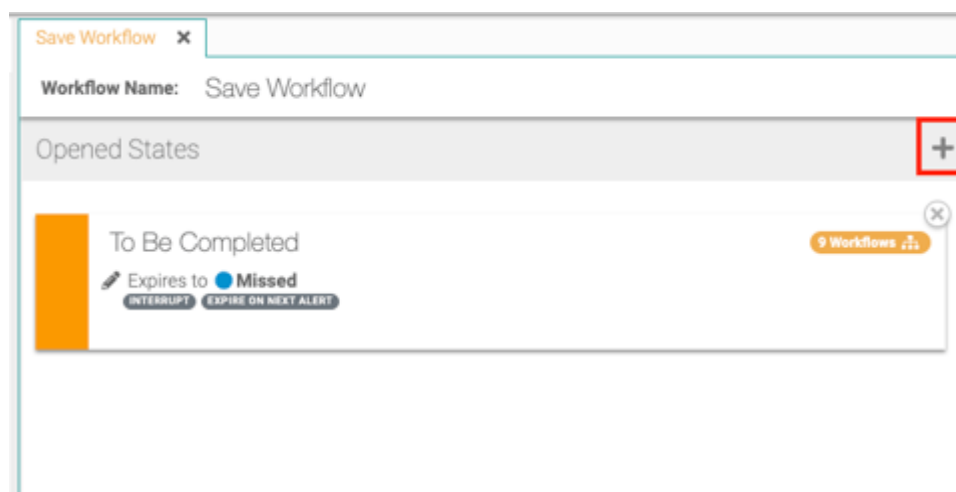 Save Workflow ×
Workflow Name: Save Workflow
Opened States +
To Be Completed
9 Workflows
Expires to Missed
INTERRUPT EXPIRE ON NEXT ALERT